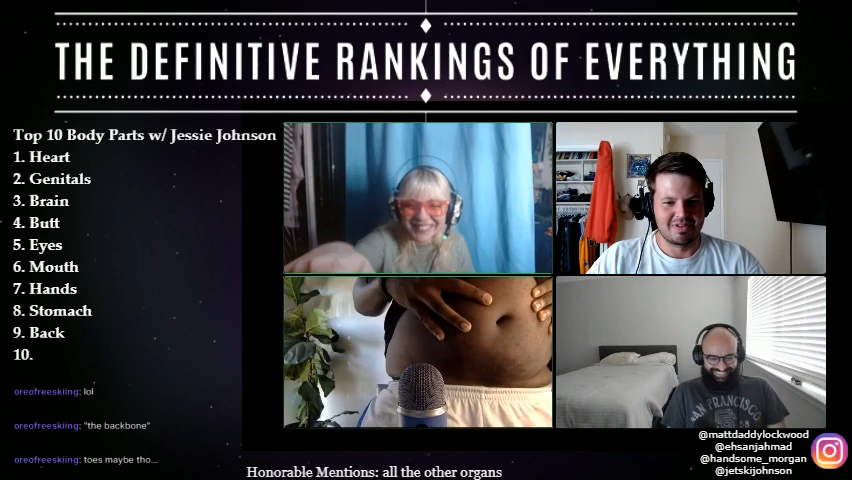 THE DEFINITIVE RANKINGS OF EVERYTHING
Top 10 Body Parts w/ Jessie Johnson
1. Heart
2. Genitals
3. Brain
4. Butt
5. Eyes
6. Mouth
7. Hands
8. Stomach
9. Back
10.
oreofreeskiing: lol
oreofreeskiing: "the backbone"
oreofreeskiing: toes maybe tho...
SAN FRANCISCO
@mattdaddylockwood
@ehsanjahmad
@handsome_morgan
@jetskijohnson
Honorable Mentions: all the other organs